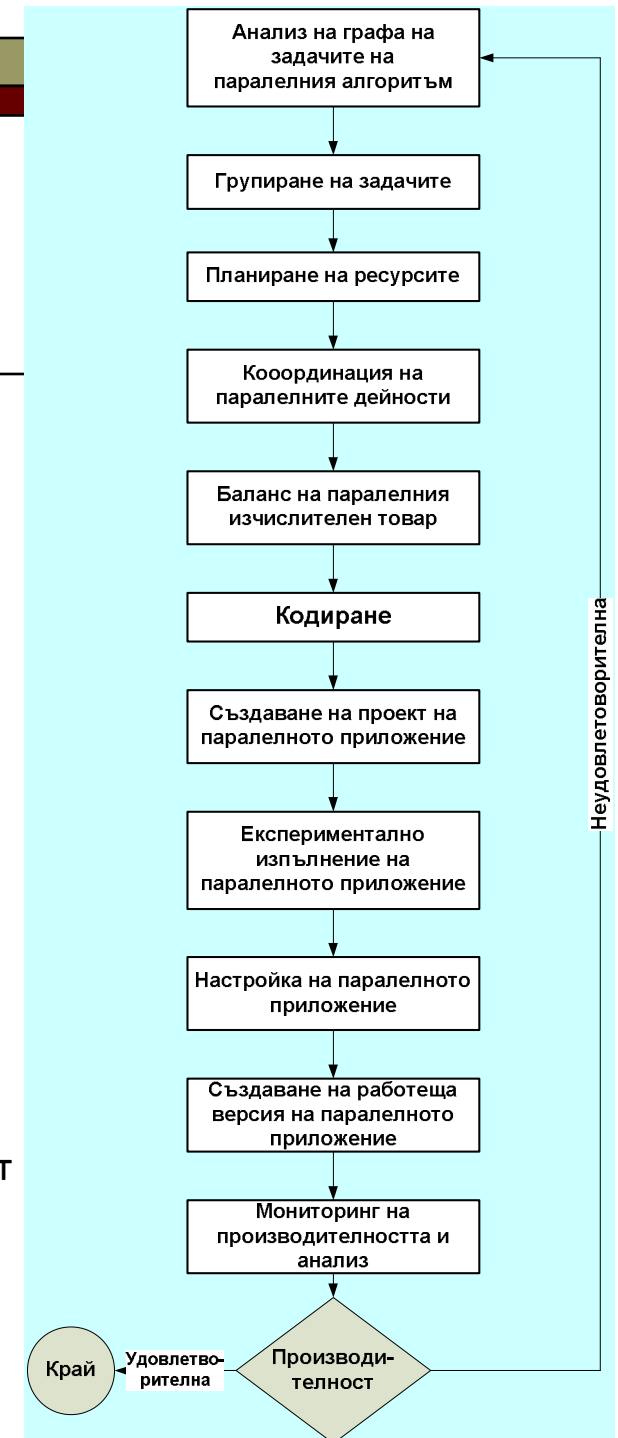 Анализ на графа на
задачите на
паралелния алгоритъм
Групиране на задачите
Планиране на ресурсите
Кооординация на
паралелните дейности
Баланс на паралелния
изчислителен товар
Кодиране
Създаване на проект на
паралелното приложение
Експериментално
изпълнение на
паралелното приложение
Настройка на паралелното
приложение
Създаване на работеща
версия на паралелното
приложение
Мониторинг на
производителността и
анализ
Производи-
телност
Удовлетво-
рителна
Край
Неудовлетоворителна
т